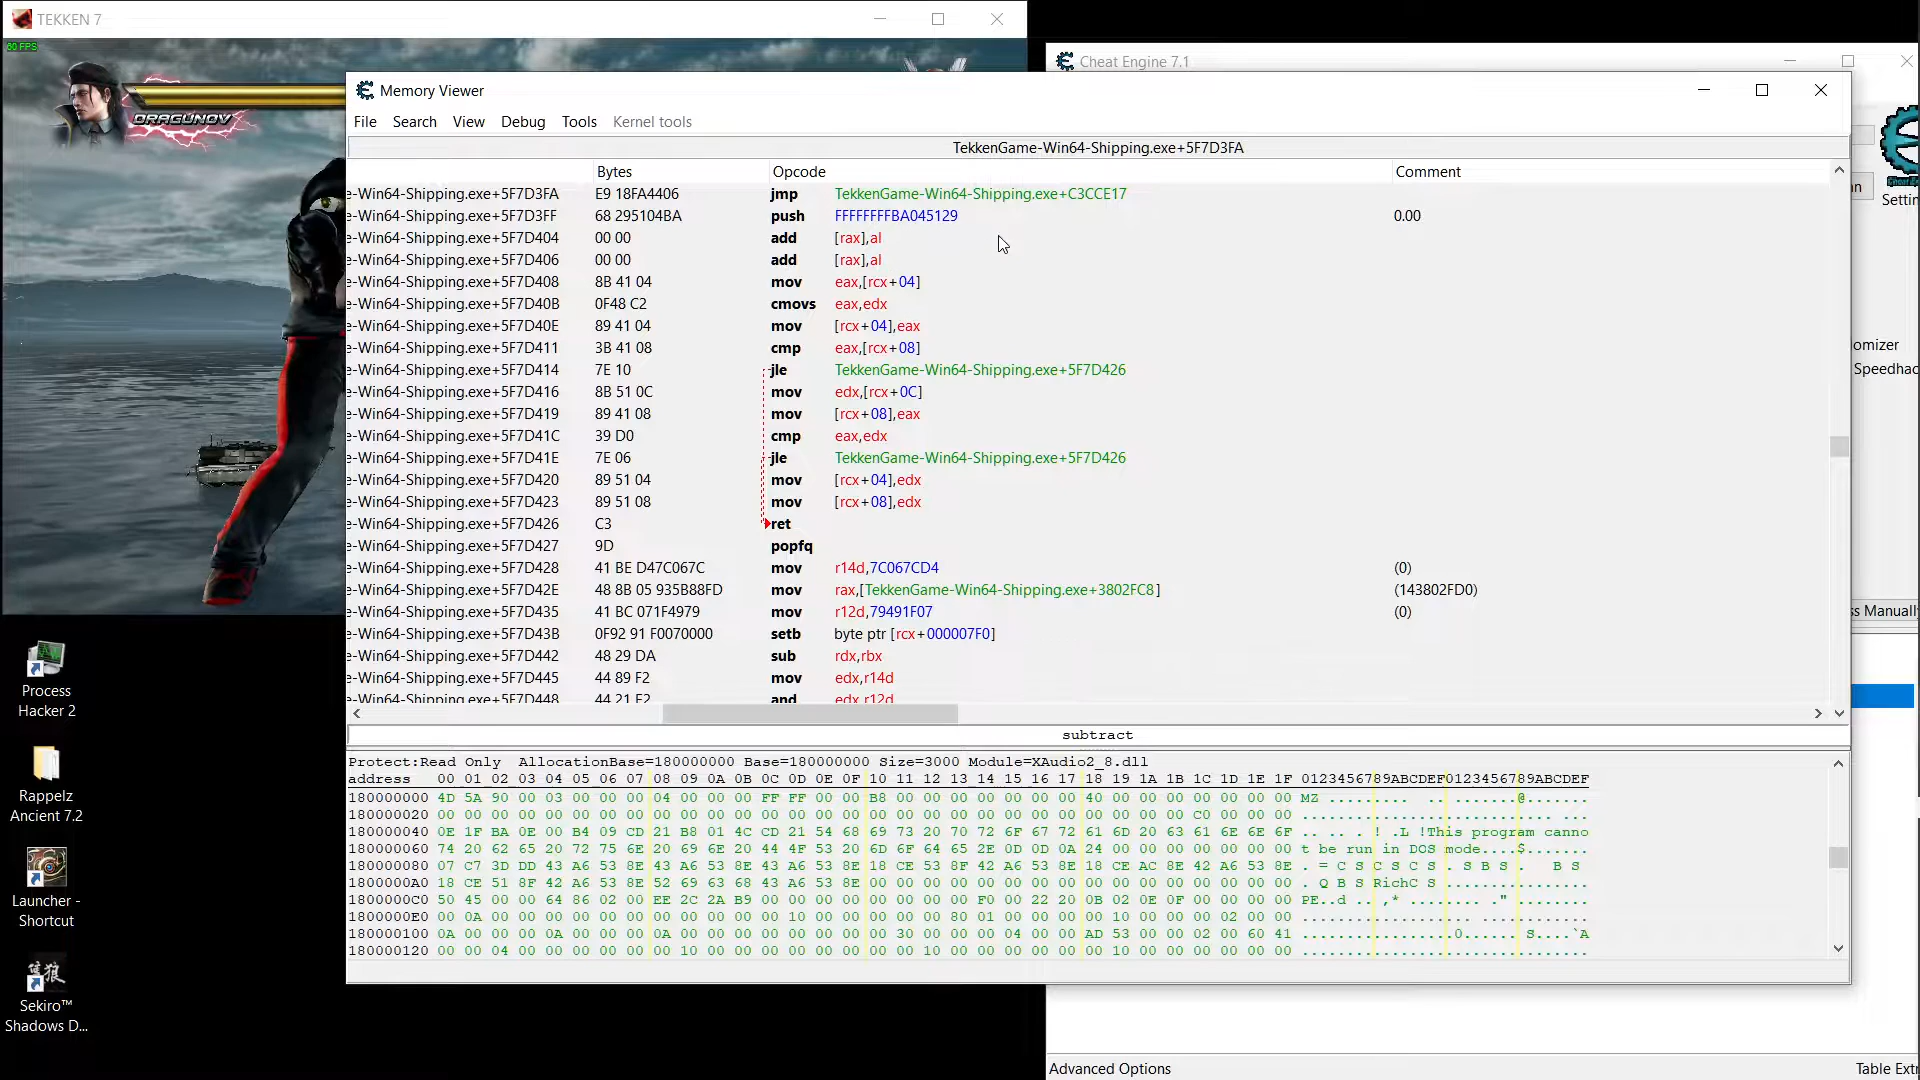 TEKKEN 7
60 FPS
DRAGUNOV
Cheat Engine 7.1
Memory Viewer
File Search View Debug Tools Kernel tools
TekkenGame-Win64-Shipping.exe+5F7D3FA
Bytes Opcode Comment
e-Win64-Shipping.exe+5F7D3FA E9 18FA4406 jmp TekkenGame-Win64-Shipping.exe+C3CCE17
e-Win64-Shipping.exe+5F7D3FF 68 295104BA push FFFFFFFFBA045129 0.00
e-Win64-Shipping.exe+5F7D404 00 00 add [rax],al
e-Win64-Shipping.exe+5F7D406 00 00 add [rax],al
e-Win64-Shipping.exe+5F7D408 8B 41 04 mov eax,[rcx+04]
e-Win64-Shipping.exe+5F7D40B 0F48 C2 cmovs eax,edx
e-Win64-Shipping.exe+5F7D40E 89 41 04 mov [rcx+04],eax
e-Win64-Shipping.exe+5F7D411 3B 41 08 cmp eax,[rcx+08]
e-Win64-Shipping.exe+5F7D414 7E 10 jle TekkenGame-Win64-Shipping.exe+5F7D426
e-Win64-Shipping.exe+5F7D416 8B 51 0C mov edx,[rcx+0C]
e-Win64-Shipping.exe+5F7D419 89 41 08 mov [rcx+08],eax
e-Win64-Shipping.exe+5F7D41C 39 D0 cmp eax,edx
e-Win64-Shipping.exe+5F7D41E 7E 06 jle TekkenGame-Win64-Shipping.exe+5F7D426
e-Win64-Shipping.exe+5F7D420 89 51 04 mov [rcx+04],edx
e-Win64-Shipping.exe+5F7D423 89 51 08 mov [rcx+08],edx
e-Win64-Shipping.exe+5F7D426 C3 ret
e-Win64-Shipping.exe+5F7D427 9D popfq
e-Win64-Shipping.exe+5F7D428 41 BE D47C067C mov r14d,7C067CD4 (0)
e-Win64-Shipping.exe+5F7D42E 48 8B 05 935B88FD mov rax,[TekkenGame-Win64-Shipping.exe+3802FC8] (143802FD0)
e-Win64-Shipping.exe+5F7D435 41 BC 071F4979 mov r12d,79491F07 (0)
e-Win64-Shipping.exe+5F7D43B 0F92 91 F0070000 setb byte ptr [rcx+000007F0]
e-Win64-Shipping.exe+5F7D442 48 29 DA sub rdx,rbx
e-Win64-Shipping.exe+5F7D445 44 89 F2 mov edx,r14d
e-Win64-Shipping.exe+5F7D448 44 21 E2 and edx,r12d
subtract
Protect:Read Only AllocationBase=180000000 Base=180000000 Size=3000 Module=XAudio2_8.dll
address 00 01 02 03 04 05 06 07 08 09 0A 0B 0C 0D 0E 0F 10 11 12 13 14 15 16 17 18 19 1A 1B 1C 1D 1E 1F 0123456789ABCDEF0123456789ABCDEF
180000000 4D 5A 90 00 03 00 00 00 04 00 00 00 FF FF 00 00 B8 00 00 00 00 00 00 00 40 00 00 00 00 00 00 00 MZ ......... .. ........@.......
180000020 00 00 00 00 00 00 00 00 00 00 00 00 00 00 00 00 00 00 00 00 00 00 00 00 00 00 00 00 C0 00 00 00 ............................ ...
180000040 0E 1F BA 0E 00 B4 09 CD 21 B8 01 4C CD 21 54 68 69 73 20 70 72 6F 67 72 61 6D 20 63 61 6E 6E 6F .. .. . ! .L !This program canno
180000060 74 20 62 65 20 72 75 6E 20 69 6E 20 44 4F 53 20 6D 6F 64 65 2E 0D 0D 0A 24 00 00 00 00 00 00 00 t be run in DOS mode....$.......
180000080 07 C7 3D DD 43 A6 53 8E 43 A6 53 8E 43 A6 53 8E 18 CE 53 8F 42 A6 53 8E 18 CE AC 8E 42 A6 53 8E . = C S C S C S . S B S . B S
1800000A0 18 CE 51 8F 42 A6 53 8E 52 69 63 68 43 A6 53 8E 00 00 00 00 00 00 00 00 00 00 00 00 00 00 00 00 . Q B S RichC S ................
1800000C0 50 45 00 00 64 86 02 00 EE 2C 2A B9 00 00 00 00 00 00 00 00 F0 00 22 20 0B 02 0E 0F 00 00 00 00 PE..d .. ,* ........ ." ........
1800000E0 00 0A 00 00 00 00 00 00 00 00 00 00 00 10 00 00 00 00 00 80 01 00 00 00 00 10 00 00 00 02 00 00
180000100 0A 00 00 00 0A 00 00 00 0A 00 00 00 00 00 00 00 00 30 00 00 00 04 00 00 AD 53 00 00 02 00 60 41 .................0...... S....`A
180000120 00 00 04 00 00 00 00 00 00 10 00 00 00 00 00 00 00 00 10 00 00 00 00 00 00 10 00 00 00 00 00 00 ................................
Settin
omizer
Speedhac
ss Manually
Advanced Options
Table Extr
Process
Hacker 2
Rappelz
Ancient 7.2
Launcher -
Shortcut
Sekiro™
Shadows D...